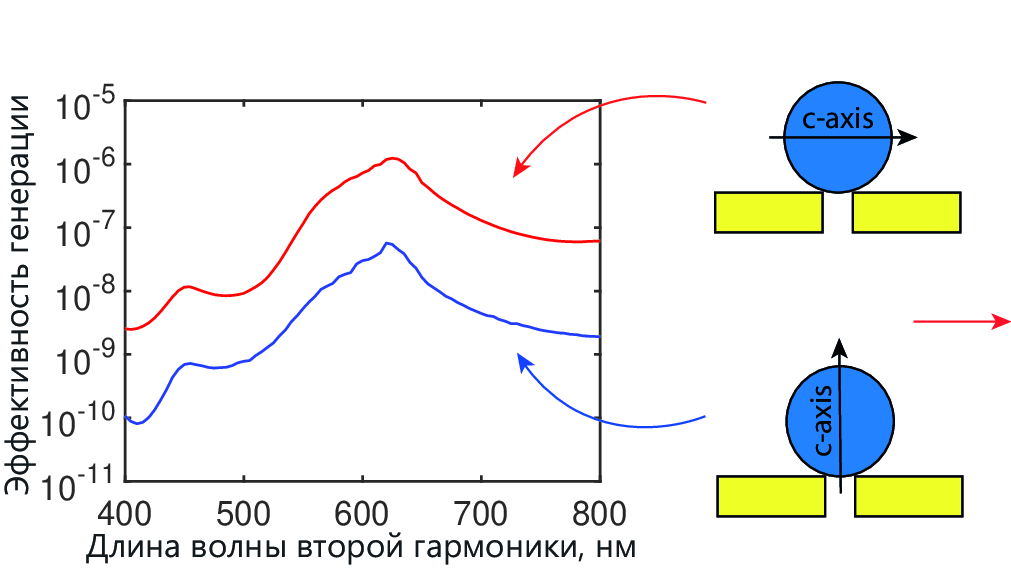 Эффективность генерации
10-5
10-6
10-7
10-8
10-9
10-10
10-11
400 500 600 700 800
Длина волны второй гармоники, нм
c-axis
c-axis